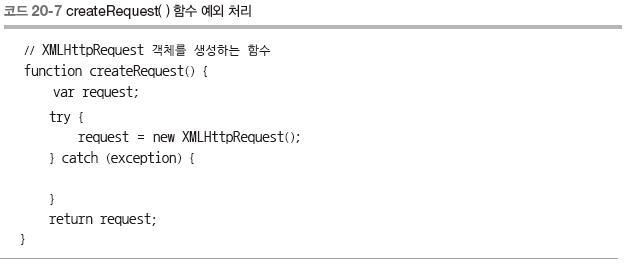 코드 20-7 createRequest( ) 함수 예외 처리
// XMLHttpRequest 객체를 생성하는 함수
function createRequest() {
var request;
try {
request = new XMLHttpRequest();
} catch (exception) {
}
return request;
}